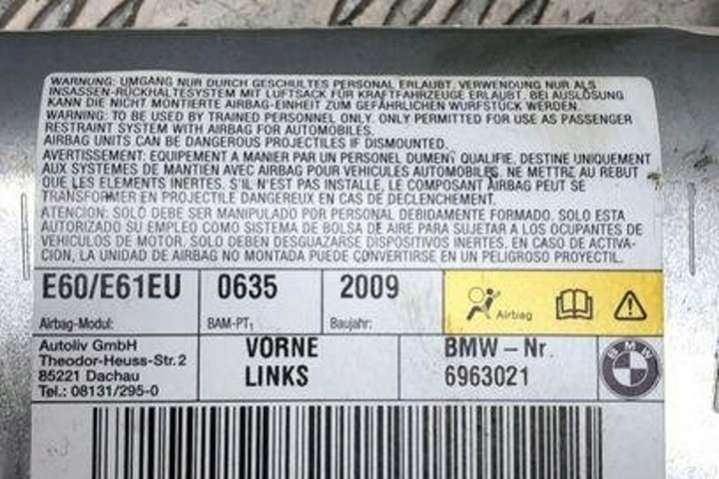 WARNUNG: UMGANG NUR DURCH GESCHULTES PERSONAL ERLAUBT. VERWENDUNG NUR ALS
INSASSEN-RÜCKHALTESYSTEM MIT LUFTSACK FÜR KRAFTFAHRZEUGE ERLAUBT. BEI AUSLÖSUNG
KANN DIE NICHT MONTIERTE AIRBAG-EINHEIT ZUM GEFÄHRLICHEN WURFSTÜCK WERDEN.
WARNING: TO BE USED BY TRAINED PERSONNEL ONLY. ONLY PERMITTED FOR USE AS PASSENGER
RESTRAINT SYSTEM WITH AIRBAG FOR AUTOMOBILES.
AIRBAG UNITS CAN BE DANGEROUS PROJECTILES IF DISMOUNTED.
AVERTISSEMENT: EQUIPEMENT A MANIER PAR UN PERSONEL DUMENT QUALIFIE, DESTINE UNIQUEMENT
AUX SYSTEMES DE MANTIEN AVEC AIRBAG POUR VEHICULES AUTOMOBILES. NE METTRE AU REBUT
QUE LES ELEMENTS INERTES. S'IL N'EST PAS INSTALLE, LE COMPOSANT AIRBAG PEUT SE
TRANSFORMER EN PROJECTILE DANGEREUX EN CAS DE DECLENCHEMENT.
ATENCION: SOLO DEBE SER MANIPULADO POR PERSONAL DEBIDAMENTE FORMADO. SOLO ESTA
AUTORIZADO SU EMPLEO COMO SISTEMA DE BOLSA DE AIRE PARA SUJETAR A LOS OCUPANTES DE
VEHICULOS DE MOTOR. SOLO DEBEN DESGUAZARSE DISPOSITIVOS INERTES. EN CASO DE ACTIVA-
CION, LA UNIDAD DE AIRBAG NO MONTADA PUEDE CONVERTIRSE EN UN PELIGROSO PROYECTIL.
E60/E61EU 0635 2009
Airbag
Airbag-Modul: BAM-PT1 Baujahr:
Autoliv GmbH
Theodor-Heuss-Str.2
85221 Dachau
Tel.: 08131/295-0
VORNE
LINKS
BMW-Nr.
6963021
BMW